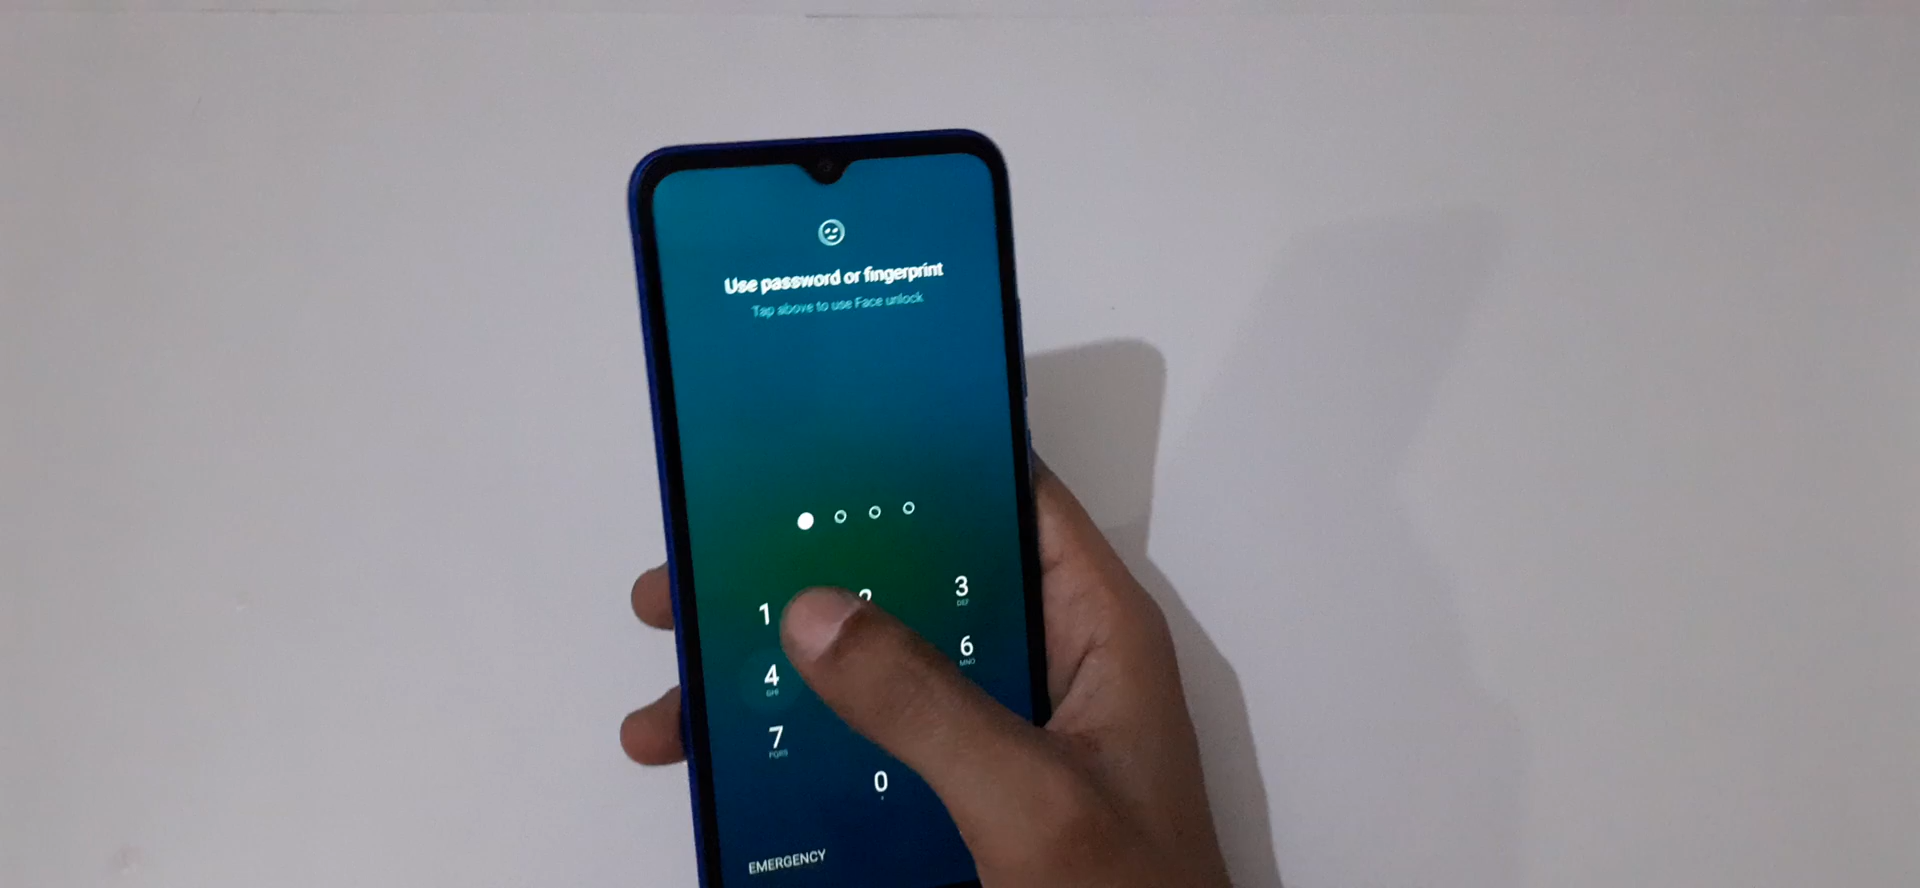 Use password or fingerprint
Tap above to use Face unlock
1 2 3
DEF
4 6
GHI MNO
7
PQRS
0
+
EMERGENCY